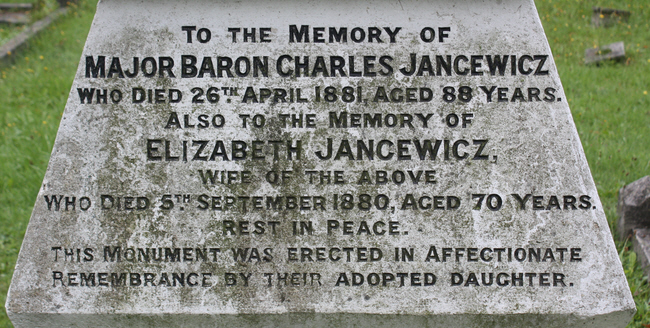 To the Memory of
Major Baron Charles Jancewicz
Who Died 26th. April 1881, Aged 88 Years.
Also to the Memory of
Elizabeth Jancewicz,
Wife of the Above
Who Died 5th September 1880, Aged 70 Years.
Rest in Peace.
This Monument was erected in Affectionate
Remembrance by their adopted daughter.